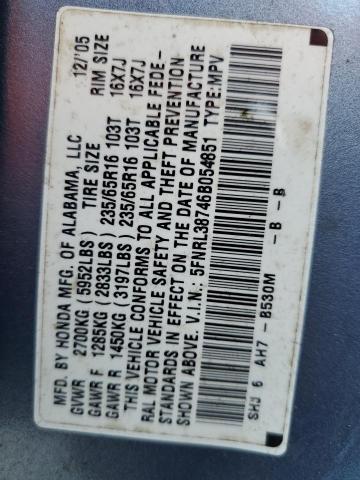 MFD. BY HONDA MFG. OF ALABAMA, LLC 12/'05
GVWR 2700KG (5952LBS) TIRE SIZE RIM SIZE
GAWR F 1285KG (2833LBS) 235/65R16 103T 16X7J
GAWR R 1450KG (3197LBS) 235/65R16 103T 16X7J
THIS VEHICLE CONFORMS TO ALL APPLICABLE FEDE-
RAL MOTOR VEHICLE SAFETY AND THEFT PREVENTION
STANDARDS IN EFFECT ON THE DATE OF MANUFACTURE
SHOWN ABOVE. V.I.N.: 5FNRL38746B054851 TYPE:MPV
SHJ 6 AH7 - B530M - B - B